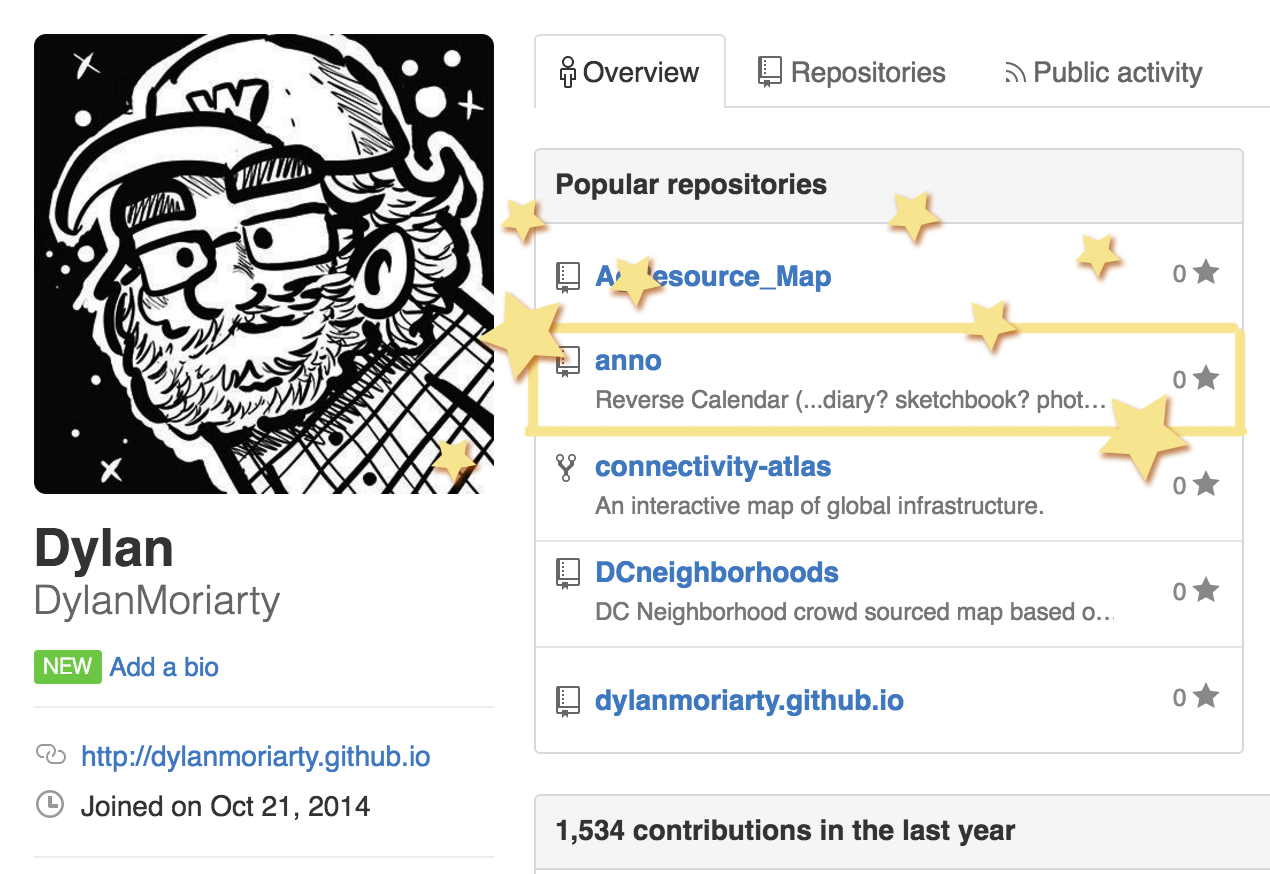 W
Overview
Repositories
Public activity
Popular repositories
esource_Map
0
anno
Reverse Calendar (...diary? sketchbook? phot…
0
connectivity-atlas
An interactive map of global infrastructure.
0
DCneighborhoods
DC Neighborhood crowd sourced map based o…
0
dylanmoriarty.github.io
0
Dylan
DylanMoriarty
NEW Add a bio
http://dylanmoriarty.github.io
Joined on Oct 21, 2014
1,534 contributions in the last year